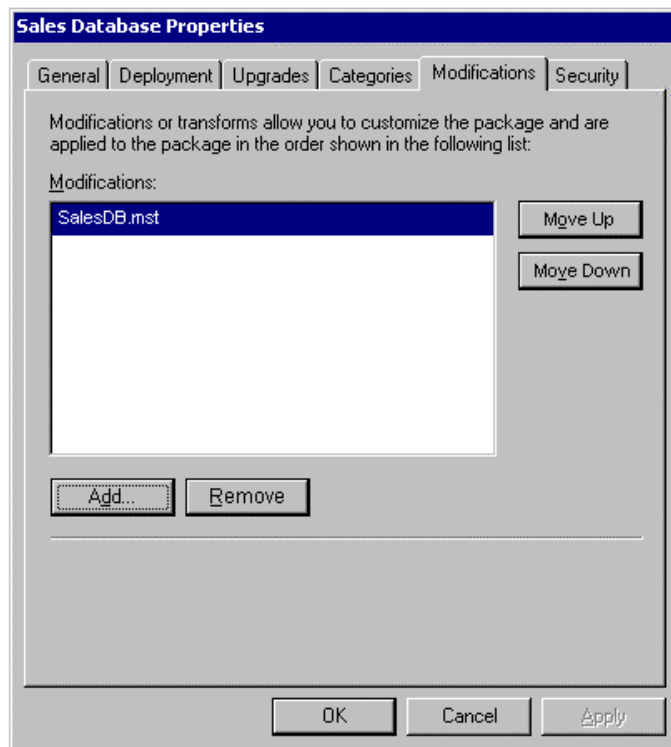 Sales Database Properties
General Deployment Upgrades Categories Modifications Security
Modifications or transforms allow you to customize the package and are
applied to the package in the order shown in the following list:
Modifications:
SalesDB.mst
Move Up
Move Down
Add...
Remove
OK
Cancel
Apply